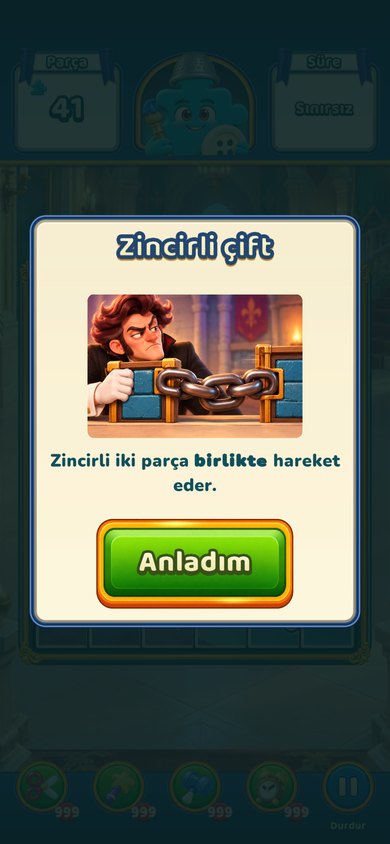 Parça
Süre
41
Sınırsız
Zincirli çift
Zincirli iki parça birlikte hareket
eder.
Anladım
999
999
999
999
Durdur